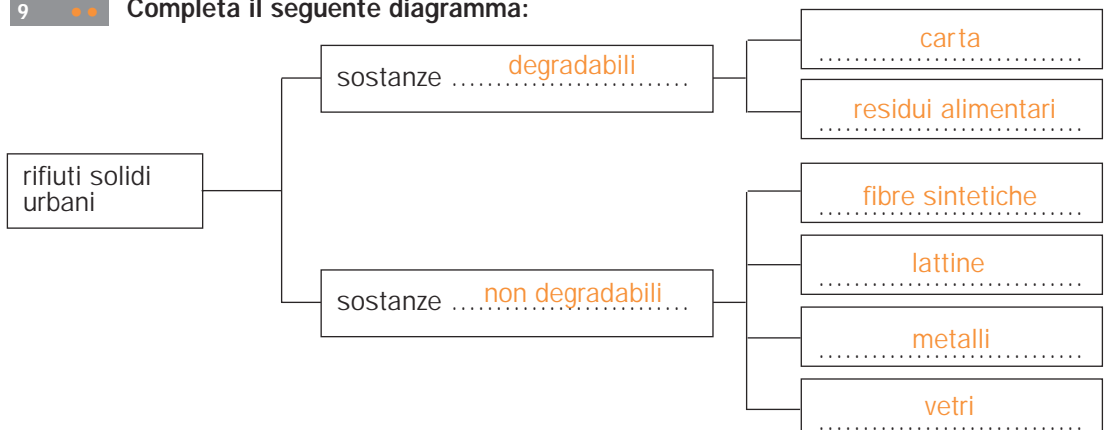 9 Completa il seguente diagramma:
rifiuti solidi
urbani
sostanze degradabili
carta
residui alimentari
sostanze non degradabili
fibre sintetiche
lattine
metalli
vetri